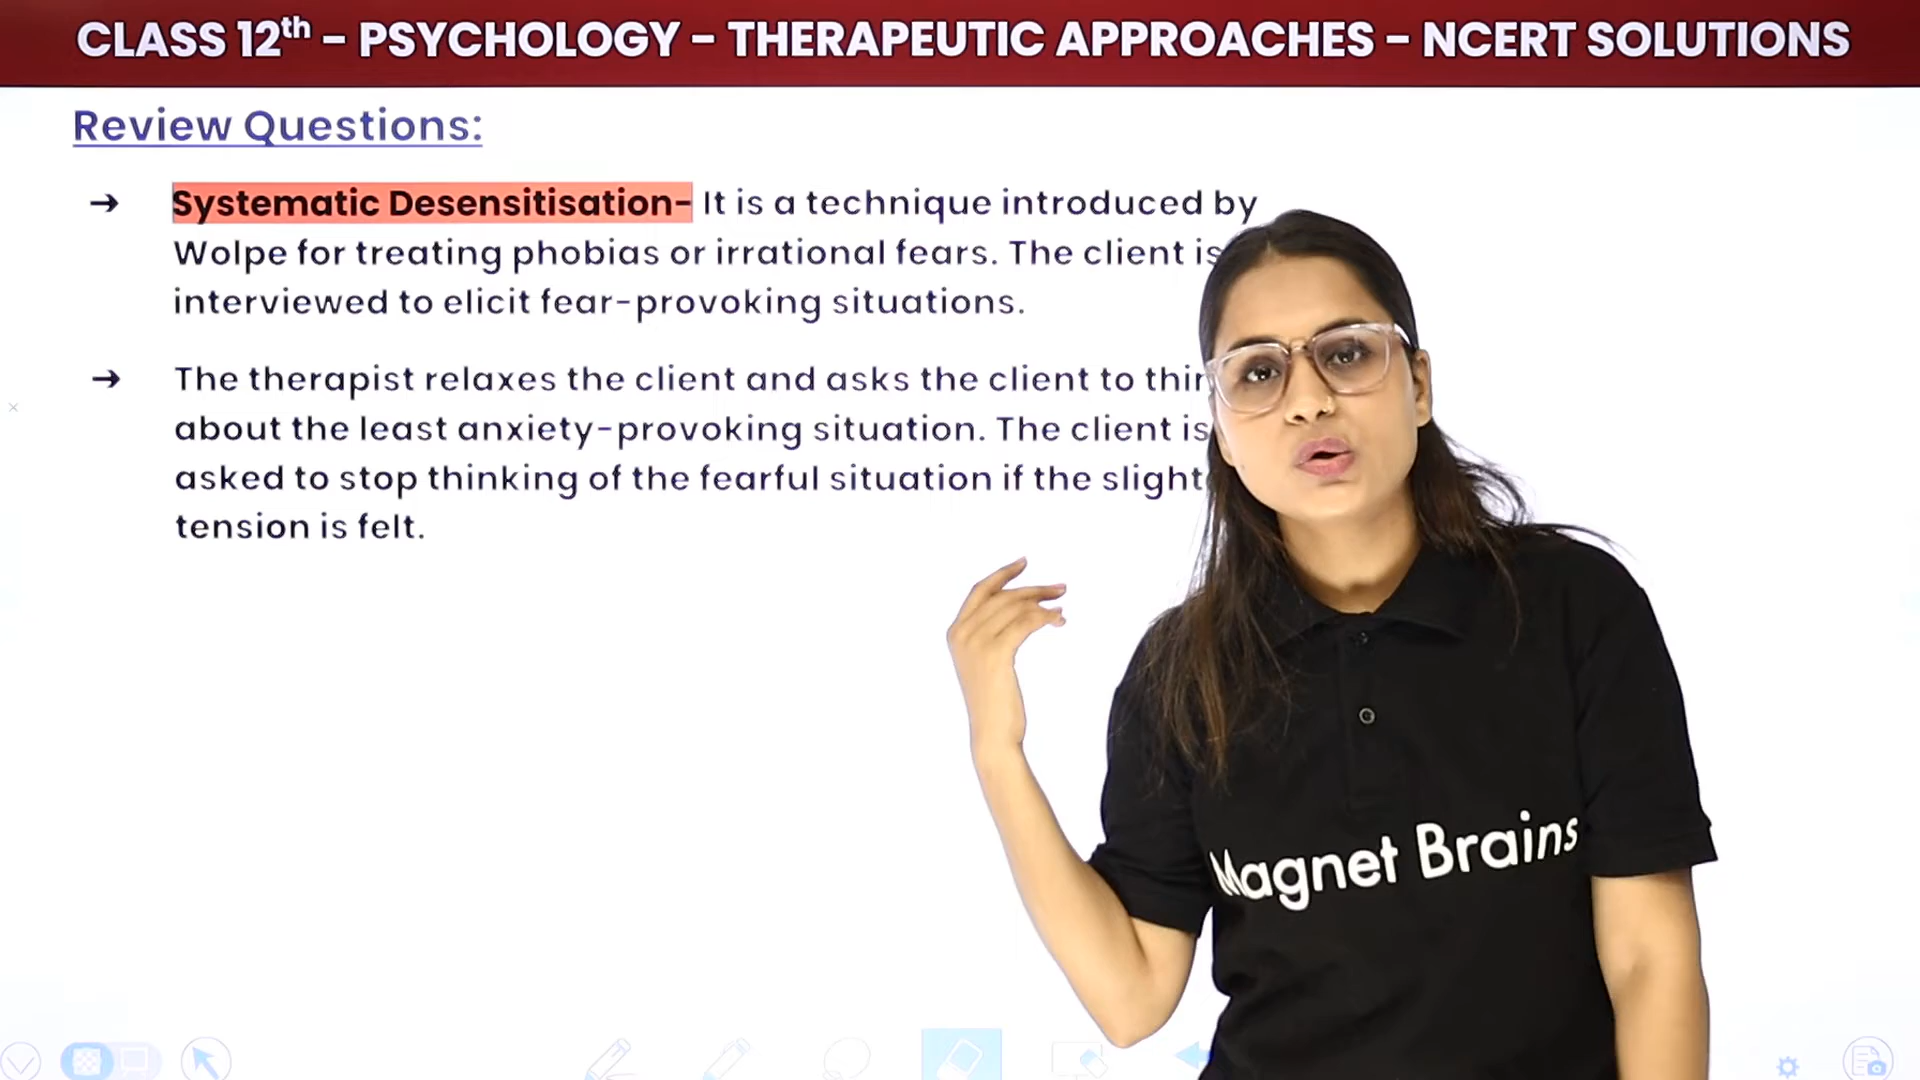 CLASS 12th – PSYCHOLOGY – THERAPEUTIC APPROACHES – NCERT SOLUTIONS
Review Questions:
➔ Systematic Desensitisation- It is a technique introduced by
Wolpe for treating phobias or irrational fears. The client is
interviewed to elicit fear-provoking situations.
➔ The therapist relaxes the client and asks the client to
about the least anxiety-provoking situation. The client is
asked to stop thinking of the fearful situation if the
tension is felt.
Magnet Brains